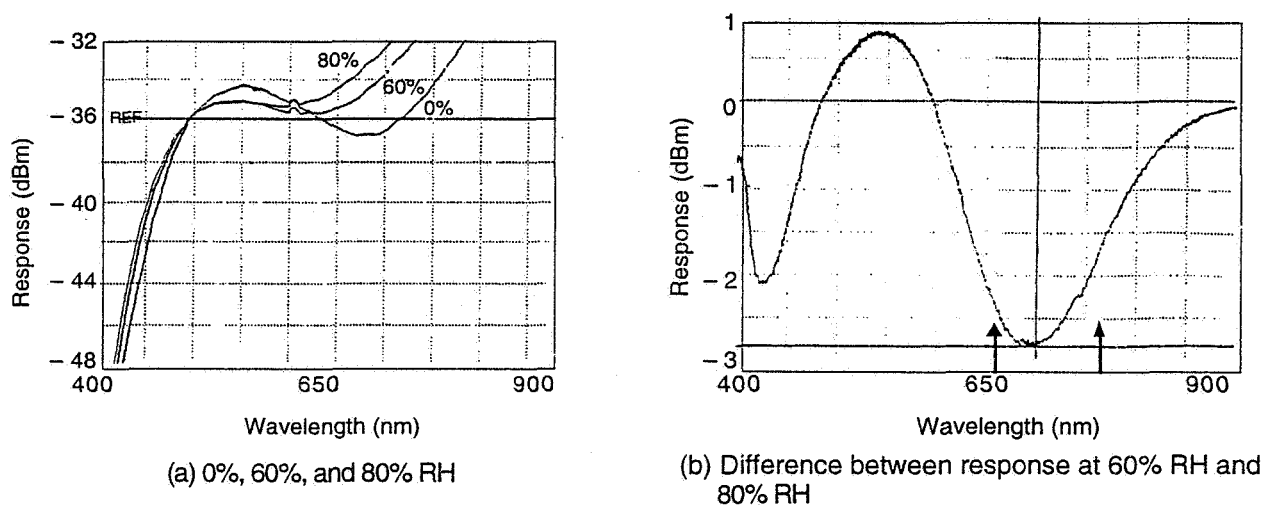 Response (dBm)
− 32
REF
− 36
− 40
− 44
− 48
80%
60%
0%
400
650
900
Wavelength (nm)
(a) 0%, 60%, and 80% RH
Response (dBm)
1
0
− 1
− 2
− 3
400
650
900
Wavelength (nm)
(b) Difference between response at 60% RH and
80% RH